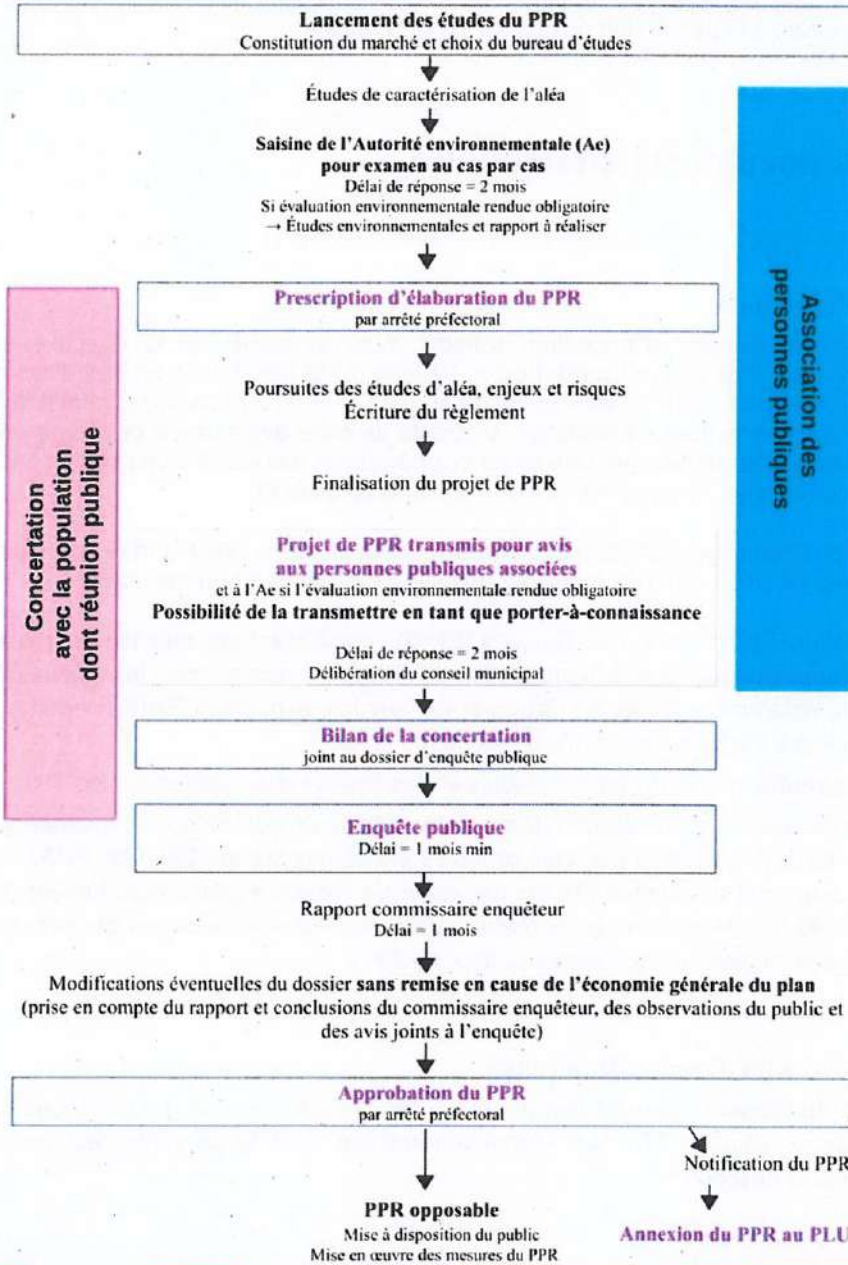 Lancement des études du PPR
Constitution du marché et choix du bureau d'études
Études de caractérisation de l'aléa
Saisine de l'Autorité environnementale (Ae)
pour examen au cas par cas
Délai de réponse = 2 mois
Si évaluation environnementale rendue obligatoire
→ Études environnementales et rapport à réaliser
Prescription d'élaboration du PPR
par arrêté préfectoral
Poursuites des études d'aléa, enjeux et risques
Écriture du règlement
Finalisation du projet de PPR
Projet de PPR transmis pour avis
aux personnes publiques associées
et à l'Ae si l'évaluation environnementale rendue obligatoire
Possibilité de la transmettre en tant que porter-à-connaissance
Délai de réponse = 2 mois
Délibération du conseil municipal
Bilan de la concertation
joint au dossier d'enquête publique
Enquête publique
Délai = 1 mois min
Rapport commissaire enquêteur
Délai = 1 mois
Modifications éventuelles du dossier sans remise en cause de l'économie générale du plan
(prise en compte du rapport et conclusions du commissaire enquêteur, des observations du public et
des avis joints à l'enquête)
Approbation du PPR
par arrêté préfectoral
Notification du PPR
PPR opposable
Mise à disposition du public
Mise en œuvre des mesures du PPR
Annexion du PPR au PLU
Concertation
avec la population
dont réunion publique
Association des
personnes publiques